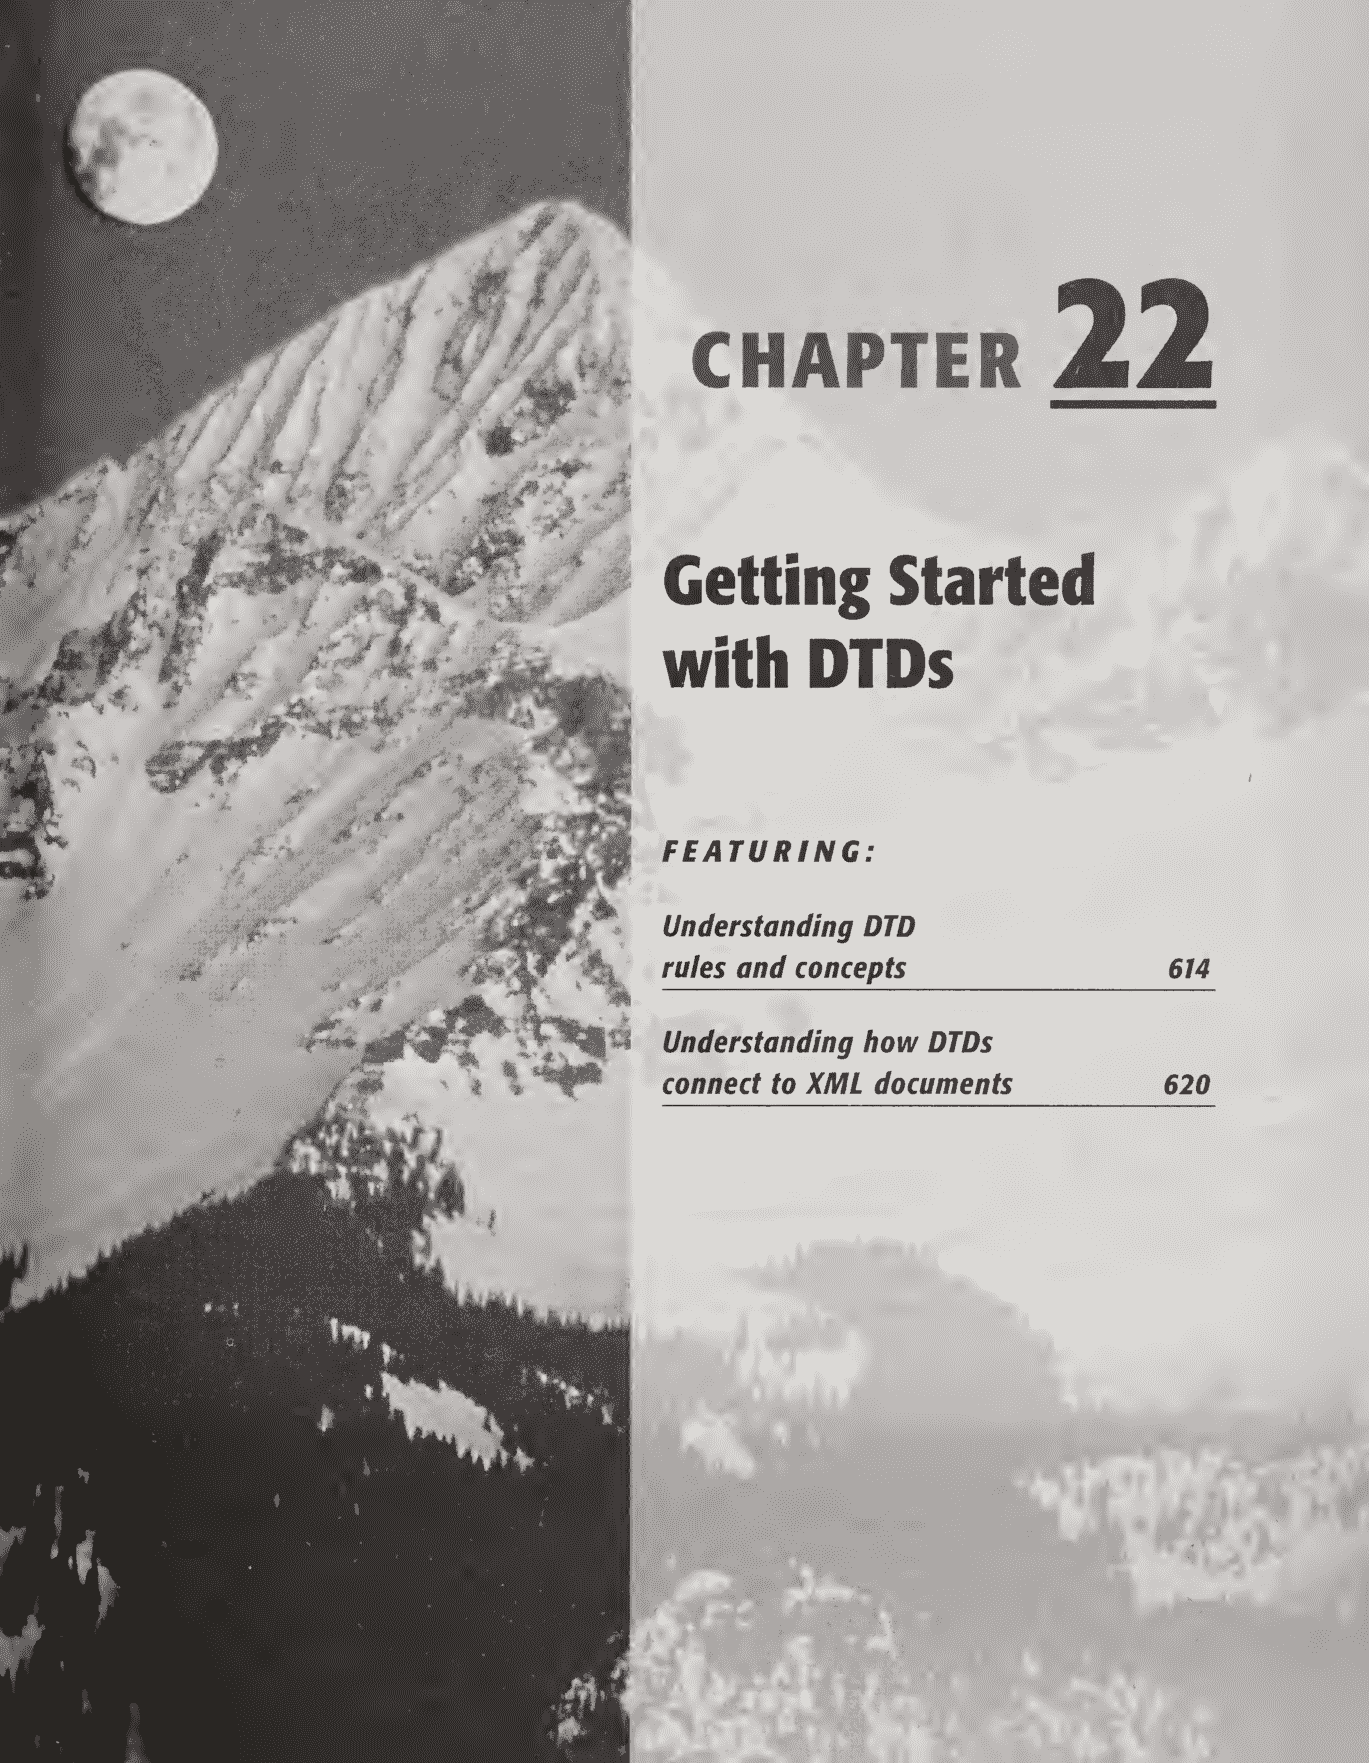 CHAPTER 22
Getting Started
with DTDs
FEATURING:
Understanding DTD
rules and concepts 614
Understanding how DTDs
connect to XML documents 620